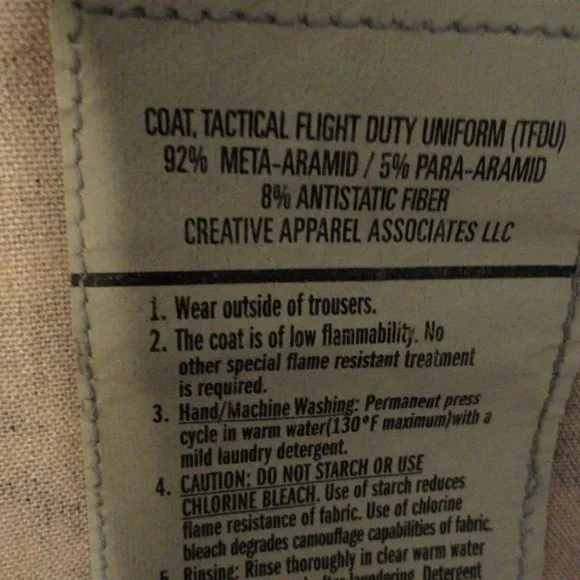 COAT, TACTICAL FLIGHT DUTY UNIFORM (TFDU)
92% META-ARAMID / 5% PARA-ARAMID
8% ANTISTATIC FIBER
CREATIVE APPAREL ASSOCIATES LLC
1. Wear outside of trousers.
2. The coat is of low flammability. No
other special flame resistant treatment
is required.
3. Hand/Machine Washing: Permanent press
cycle in warm water(130°F maximum)with a
mild laundry detergent.
4. CAUTION: DO NOT STARCH OR USE
CHLORINE BLEACH. Use of starch reduces
flame resistance of fabric. Use of chlorine
bleach degrades camouflage capabilities of fabric.
5. Rinsing: Rinse thoroughly in clear warm water
after laundering. Detergent